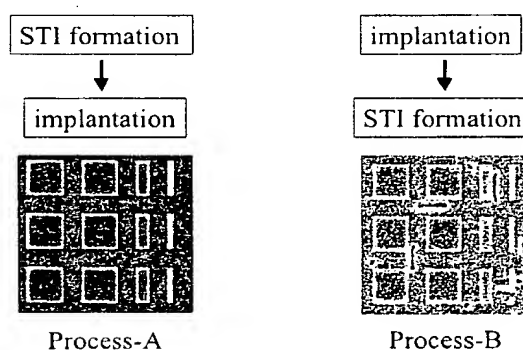 STI formation
implantation
Process-A
implantation
STI formation
Process-B